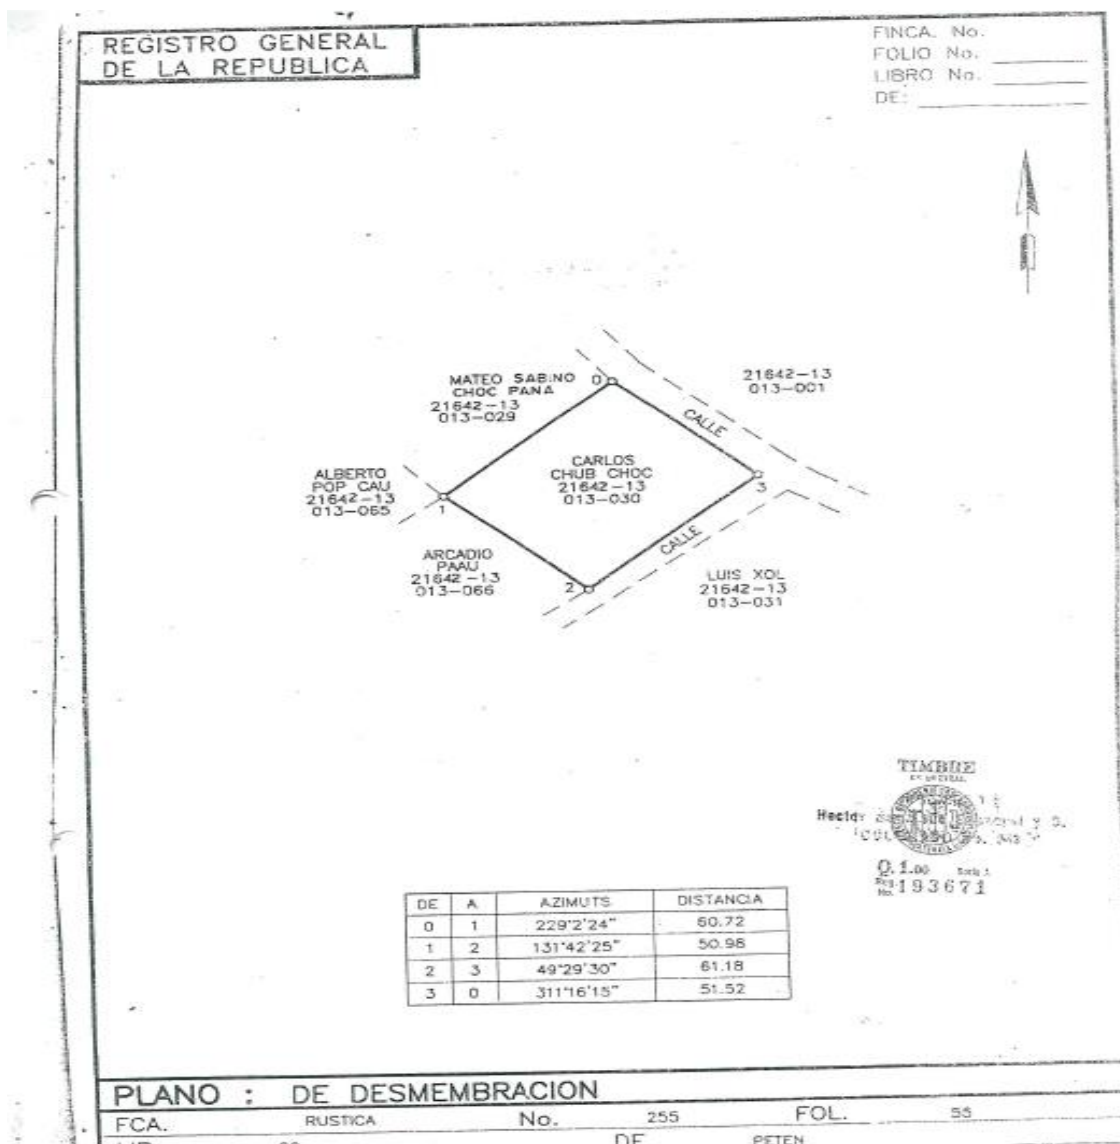 REGISTRO GENERAL
DE LA REPUBLICA
FINCA. No.
FOLIO No.
LIBRO No.
DE:
MATEO SABINO
CHOC PANA
21642-13
013-029
0
21642-13
013-001
CALLE
ALBERTO
POP CAU
21642-13
013-065
1
CARLOS
CHUB CHOC
21642-13
013-030
3
ARCADIO
PAAU
21642-13
013-066
2
CALLE
LUIS XOL
21642-13
013-031
TIMBRE
Hector
Q.1.00
No. 193671
DE A AZIMUTS DISTANCIA
0 1 229°2'24" 60.72
1 2 131°42'25" 50.98
2 3 49°29'30" 61.18
3 0 311°16'15" 51.52
PLANO : DE DESMEMBRACION
FCA. RUSTICA No. 255 FOL. 55
DE PETEN